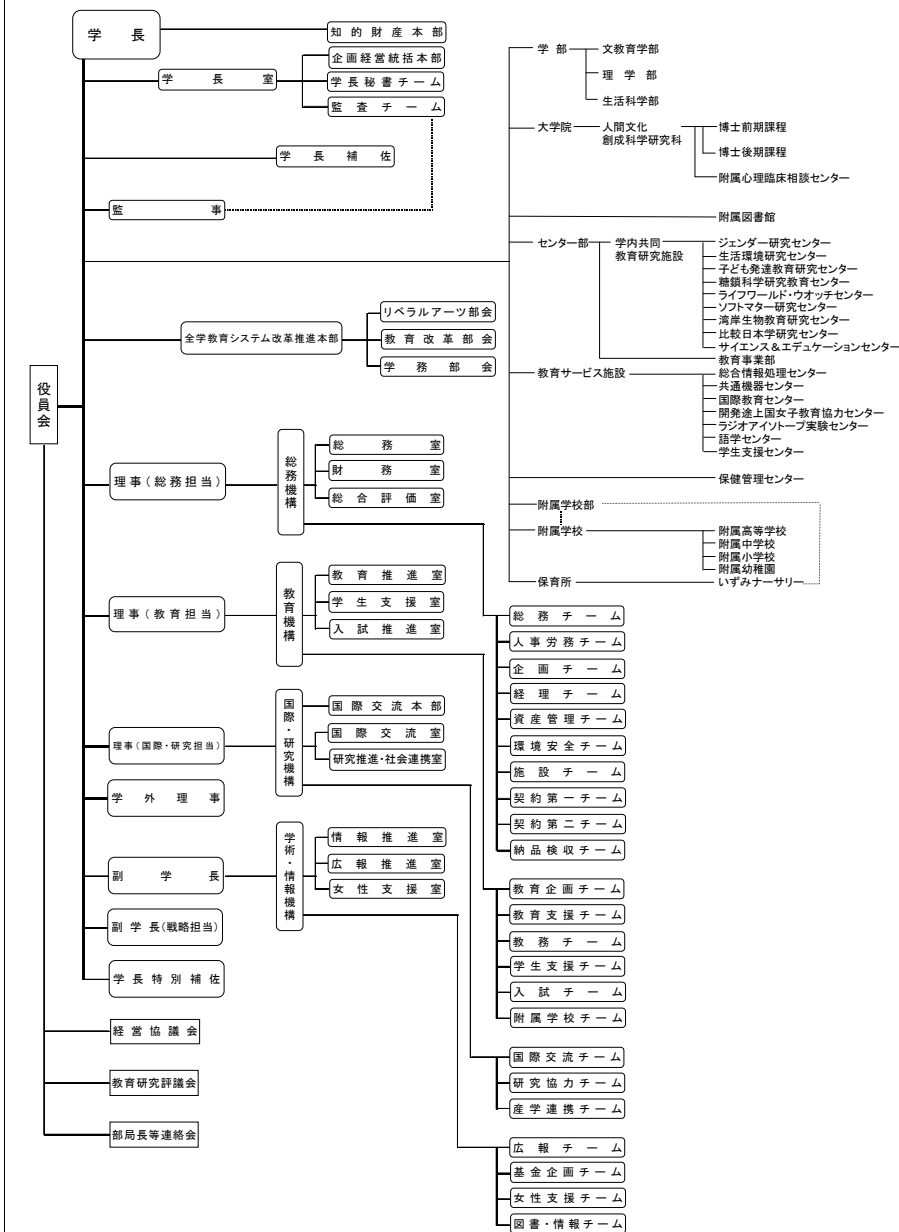 学長
知的財産本部
企画経営統括本部
学長室
学長秘書チーム
監査チーム
学長補佐
監事
全学教育システム改革推進本部
リベラルアーツ部会
教育改革部会
学務部会
役員会
理事(総務担当)
総務機構
総務室
財務室
総合評価室
理事(教育担当)
教育機構
教育推進室
学生支援室
入試推進室
理事(国際・研究担当)
国際・研究機構
国際交流本部
国際交流室
研究推進・社会連携室
学外理事
副学長
学術・情報機構
情報推進室
広報推進室
女性支援室
副学長(戦略担当)
学長特別補佐
経営協議会
教育研究評議会
部局長等連絡会
学部
文教育学部
理学部
生活科学部
大学院
人間文化
創成科学研究科
博士前期課程
博士後期課程
附属心理臨床相談センター
附属図書館
センター部
学内共同
教育研究施設
ジェンダー研究センター
生活環境研究センター
子ども発達教育研究センター
糖鎖科学研究教育センター
ライフワールド・ウオッチセンター
ソフトマター研究センター
湾岸生物教育研究センター
比較日本学研究センター
サイエンス&エデュケーションセンター
教育事業部
教育サービス施設
総合情報処理センター
共通機器センター
国際教育センター
開発途上国女子教育協力センター
ラジオアイソトープ実験センター
語学センター
学生支援センター
保健管理センター
附属学校部
附属学校
附属高等学校
附属中学校
附属小学校
附属幼稚園
保育所
いずみナーサリー
総務チーム
人事労務チーム
企画チーム
経理チーム
資産管理チーム
環境安全チーム
施設チーム
契約第一チーム
契約第二チーム
納品検収チーム
教育企画チーム
教育支援チーム
教務チーム
学生支援チーム
入試チーム
附属学校チーム
国際交流チーム
研究協力チーム
産学連携チーム
広報チーム
基金企画チーム
女性支援チーム
図書・情報チーム